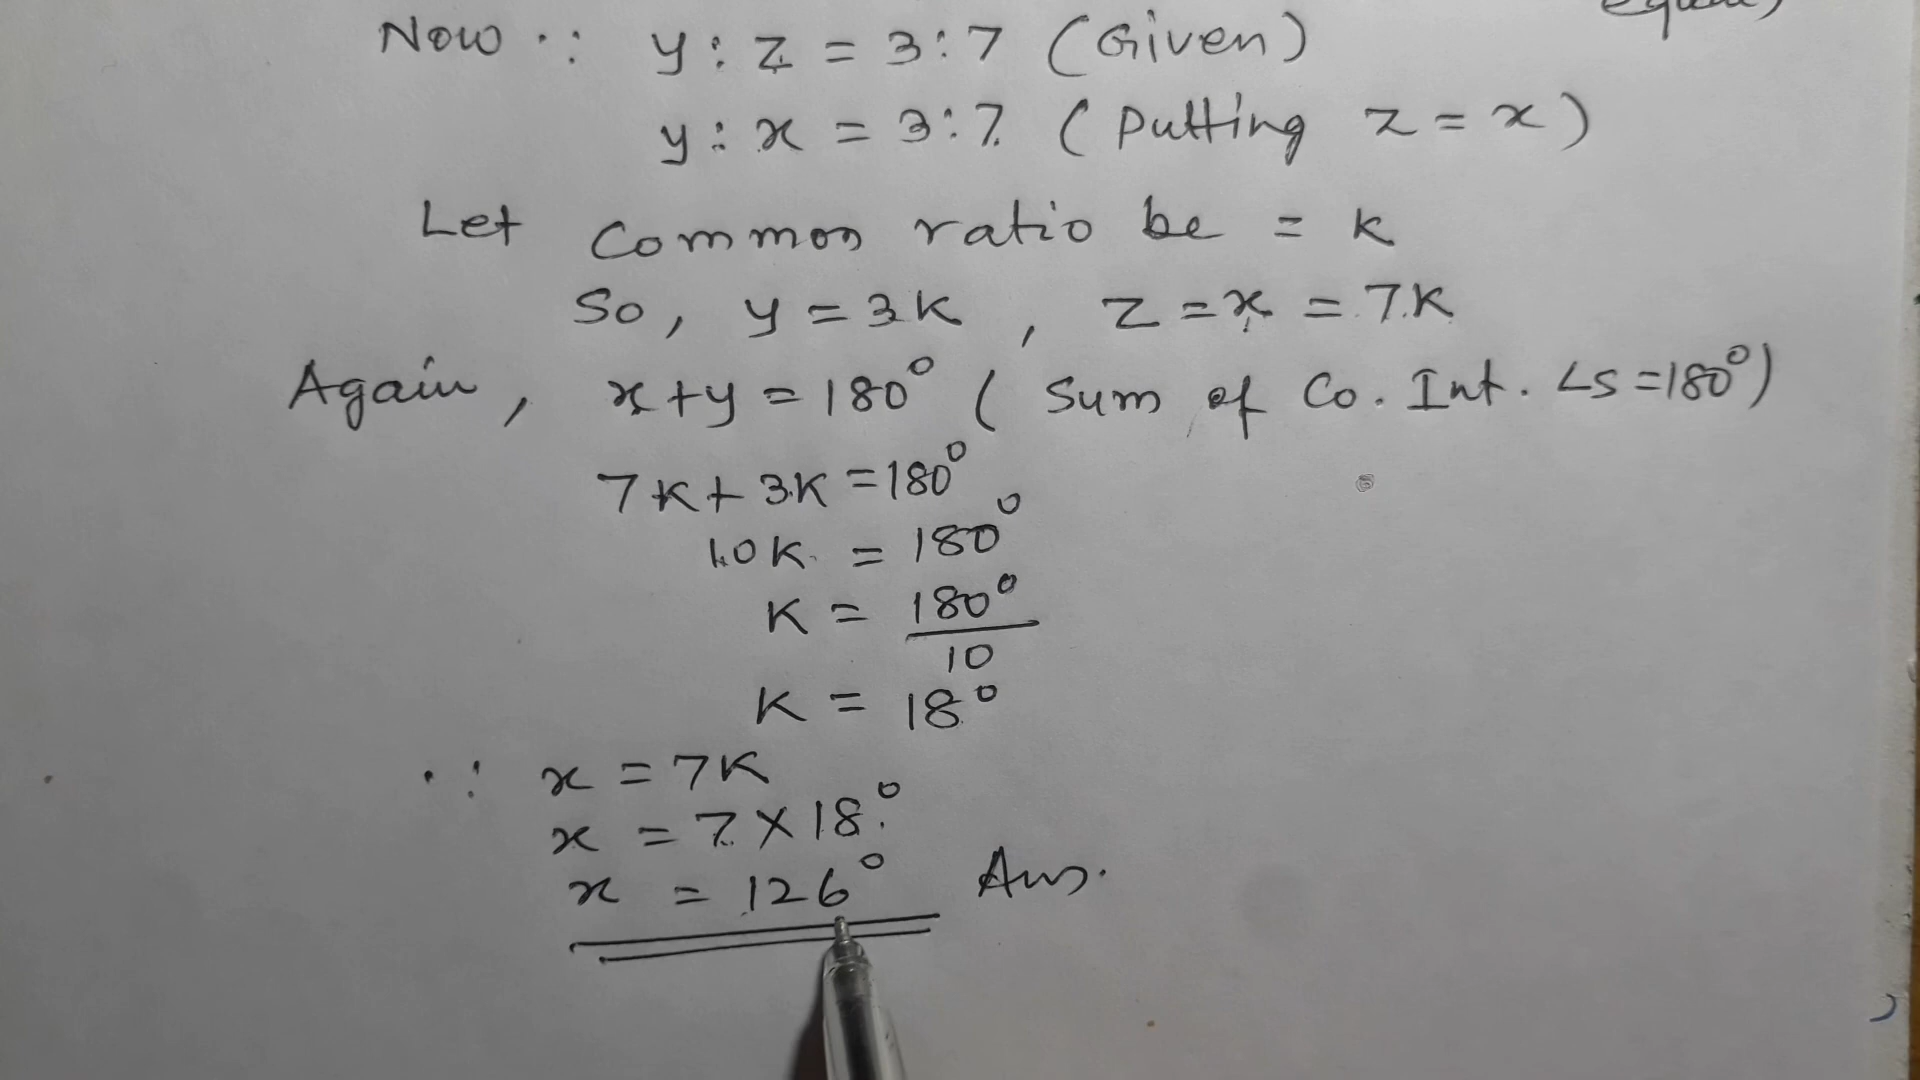 equal)
Now ∵ y : z = 3 : 7 (Given)
y : x = 3 : 7 (Putting z = x)
Let Common ratio be = K
So, y = 3K, z = x = 7K
Again, x + y = 180° (Sum of Co. Int. ∠s = 180°)
7K + 3K = 180°
10K = 180°
K = 180°
10
K = 18°
∵ x = 7K
x = 7 × 18°
x = 126° Ans.